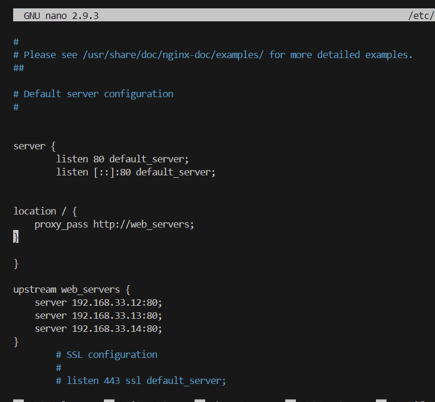 GNU nano 2.9.3 /etc/
#
# Please see /usr/share/doc/nginx-doc/examples/ for more detailed examples.
##
# Default server configuration
#
server {
listen 80 default_server;
listen [::]:80 default_server;
location / {
proxy_pass http://web_servers;
}
}
upstream web_servers {
server 192.168.33.12:80;
server 192.168.33.13:80;
server 192.168.33.14:80;
}
# SSL configuration
#
# listen 443 ssl default_server;